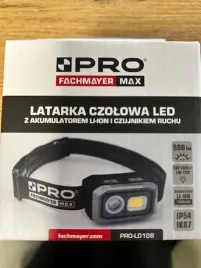 PRO
FACHMAYER MAX
LATARKA CZOŁOWA LED
Z AKUMULATOREM LI-ION I CZUJNIKIEM RUCHU
500 lm
PRO
IP54
IK07
fachmayer.com
PRO-LD108